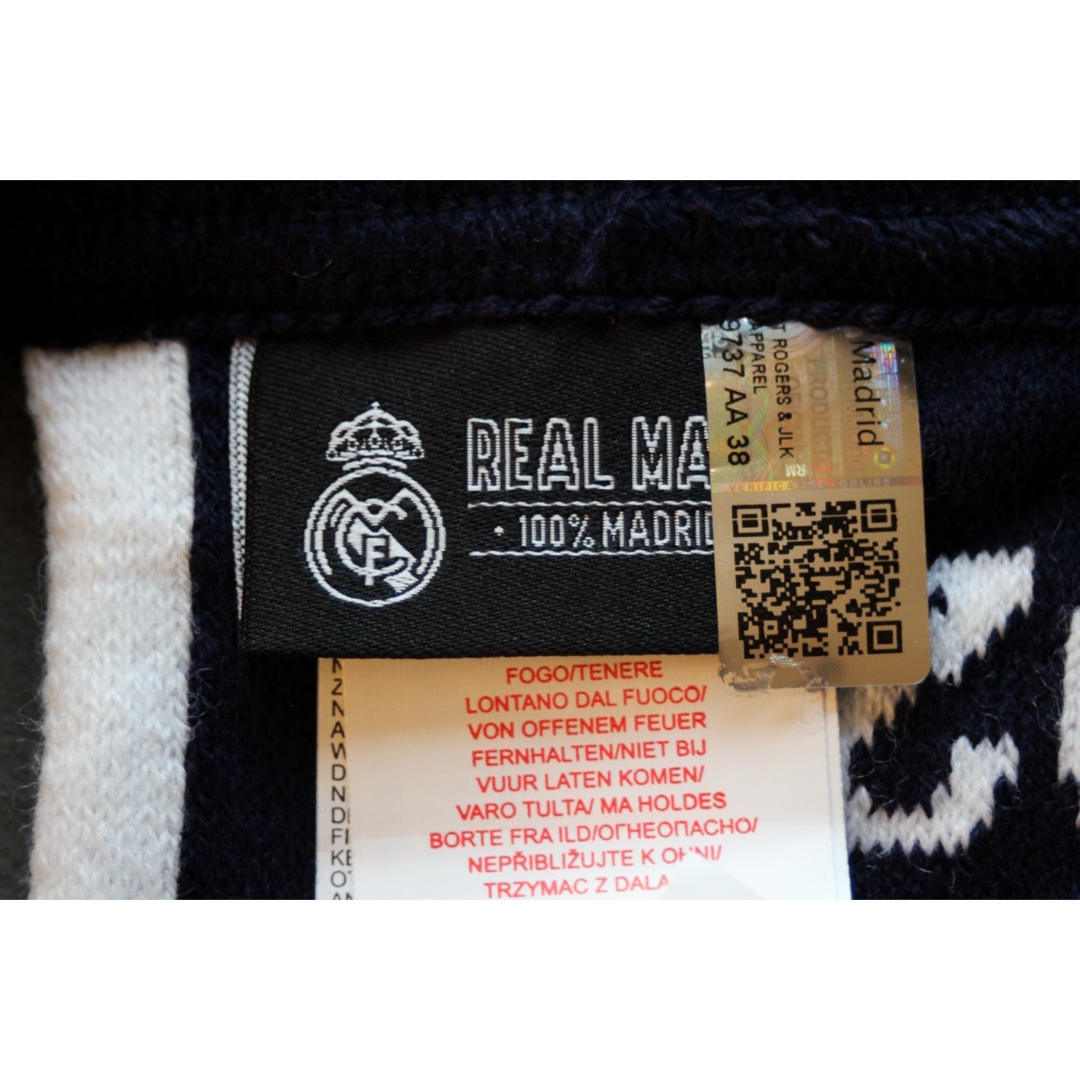 REAL MA
· 100% MADRID
Madrid
PRODUCTO
T ROGERS & JLK
APPAREL
9737 AA 38
RM
FOGO/TENERE
LONTANO DAL FUOCO/
VON OFFENEM FEUER
FERNHALTEN/NIET BIJ
VUUR LATEN KOMEN/
VARO TULTA/ MA HOLDES
BORTE FRA ILD/ОГНЕОПАСНО/
NEPŘIBLIŽUJTE K OHNI/
TRZYMAC Z DALA